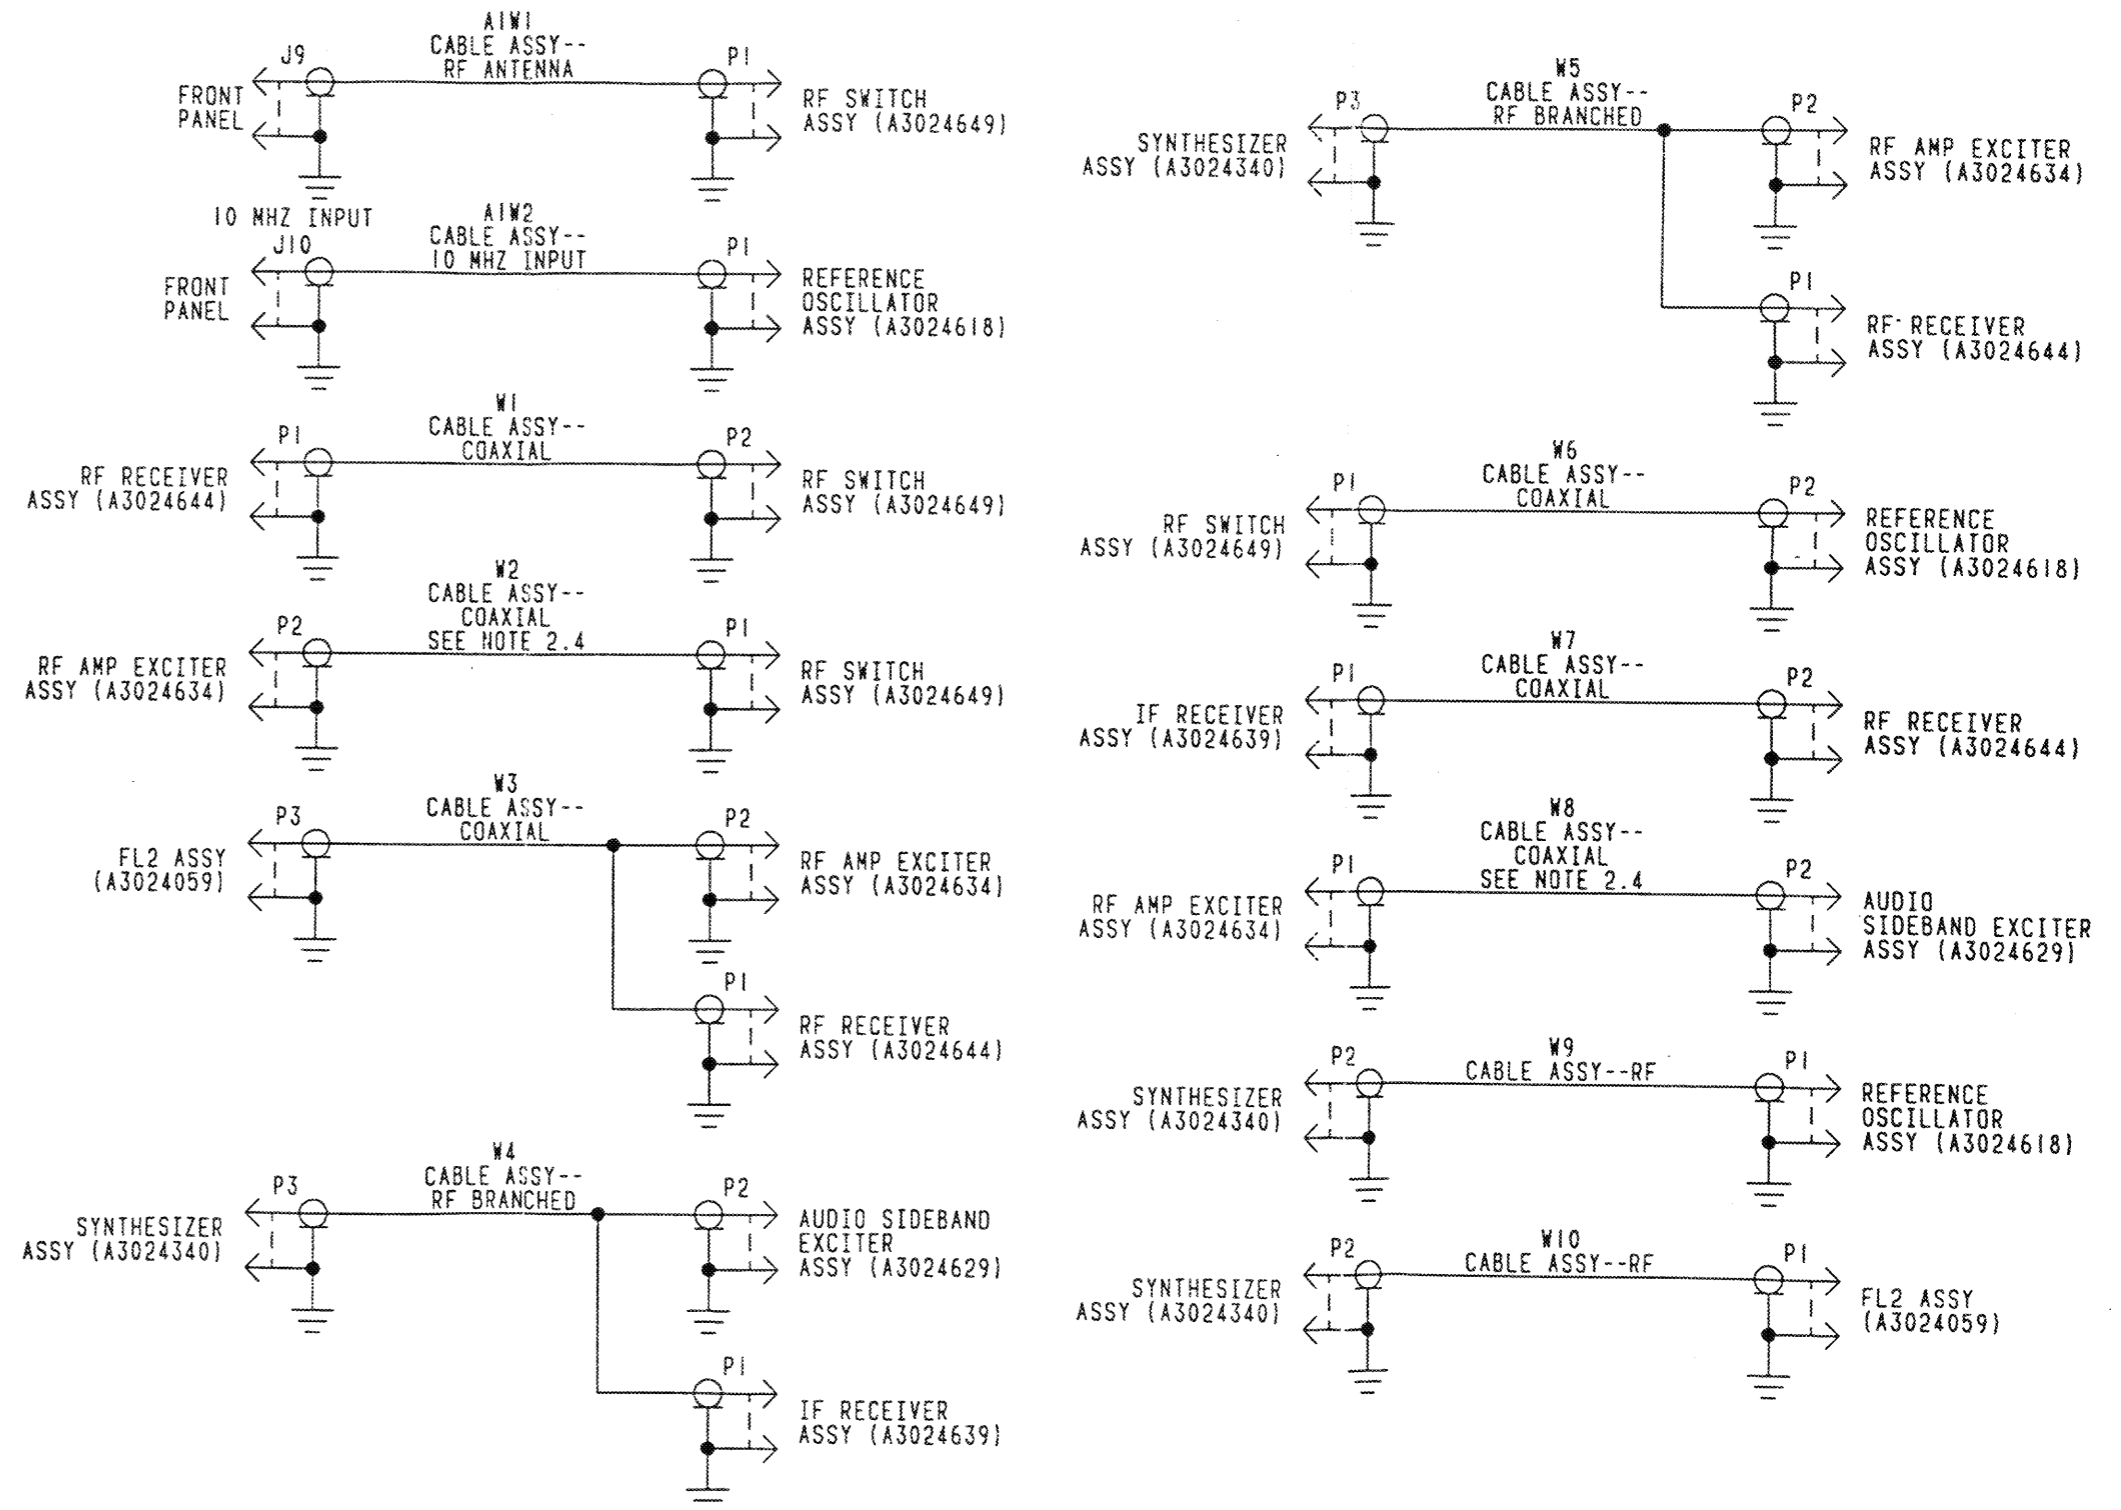 A1W1
CABLE ASSY--
RF ANTENNA
J9
P1
FRONT
PANEL
RF SWITCH
ASSY (A3024649)
10 MHZ INPUT
J10
A1W2
CABLE ASSY--
10 MHZ INPUT
P1
FRONT
PANEL
REFERENCE
OSCILLATOR
ASSY (A3024618)
W1
CABLE ASSY--
COAXIAL
P1
P2
RF RECEIVER
ASSY (A3024644)
RF SWITCH
ASSY (A3024649)
W2
CABLE ASSY--
COAXIAL
SEE NOTE 2.4
P2
P1
RF AMP EXCITER
ASSY (A3024634)
RF SWITCH
ASSY (A3024649)
W3
CABLE ASSY--
COAXIAL
P3
P2
FL2 ASSY
(A3024059)
RF AMP EXCITER
ASSY (A3024634)
P1
RF RECEIVER
ASSY (A3024644)
W4
CABLE ASSY--
RF BRANCHED
P3
P2
SYNTHESIZER
ASSY (A3024340)
AUDIO SIDEBAND
EXCITER
ASSY (A3024629)
P1
IF RECEIVER
ASSY (A3024639)
W5
CABLE ASSY--
RF BRANCHED
P3
P2
SYNTHESIZER
ASSY (A3024340)
RF AMP EXCITER
ASSY (A3024634)
P1
RF RECEIVER
ASSY (A3024644)
W6
CABLE ASSY--
COAXIAL
P1
P2
RF SWITCH
ASSY (A3024649)
REFERENCE
OSCILLATOR
ASSY (A3024618)
W7
CABLE ASSY--
COAXIAL
P1
P2
IF RECEIVER
ASSY (A3024639)
RF RECEIVER
ASSY (A3024644)
W8
CABLE ASSY--
COAXIAL
SEE NOTE 2.4
P1
P2
RF AMP EXCITER
ASSY (A3024634)
AUDIO
SIDEBAND EXCITER
ASSY (A3024629)
W9
CABLE ASSY--RF
P2
P1
SYNTHESIZER
ASSY (A3024340)
REFERENCE
OSCILLATOR
ASSY (A3024618)
W10
CABLE ASSY--RF
P2
P1
SYNTHESIZER
ASSY (A3024340)
FL2 ASSY
(A3024059)